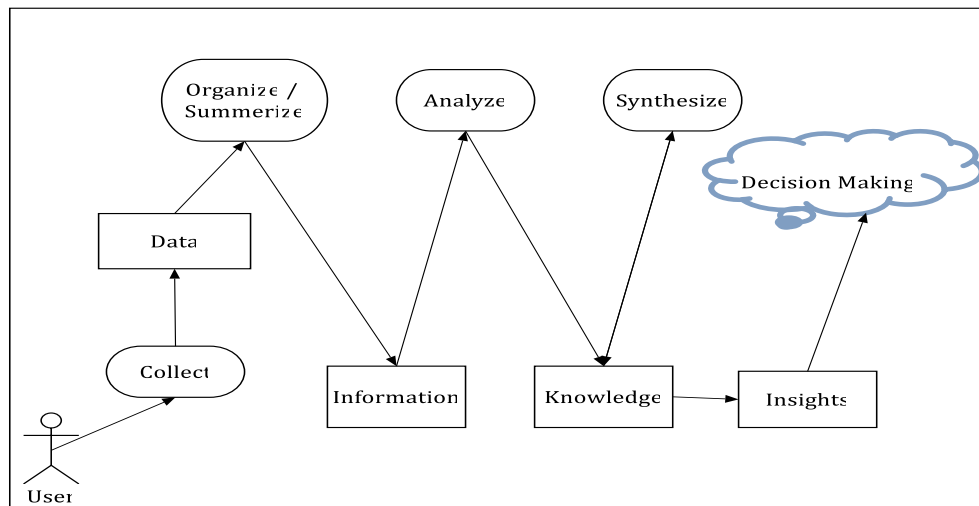 Organize /
Summerize
Analyze
Synthesize
Decision Making
Data
Collect
Information
Knowledge
Insights
User